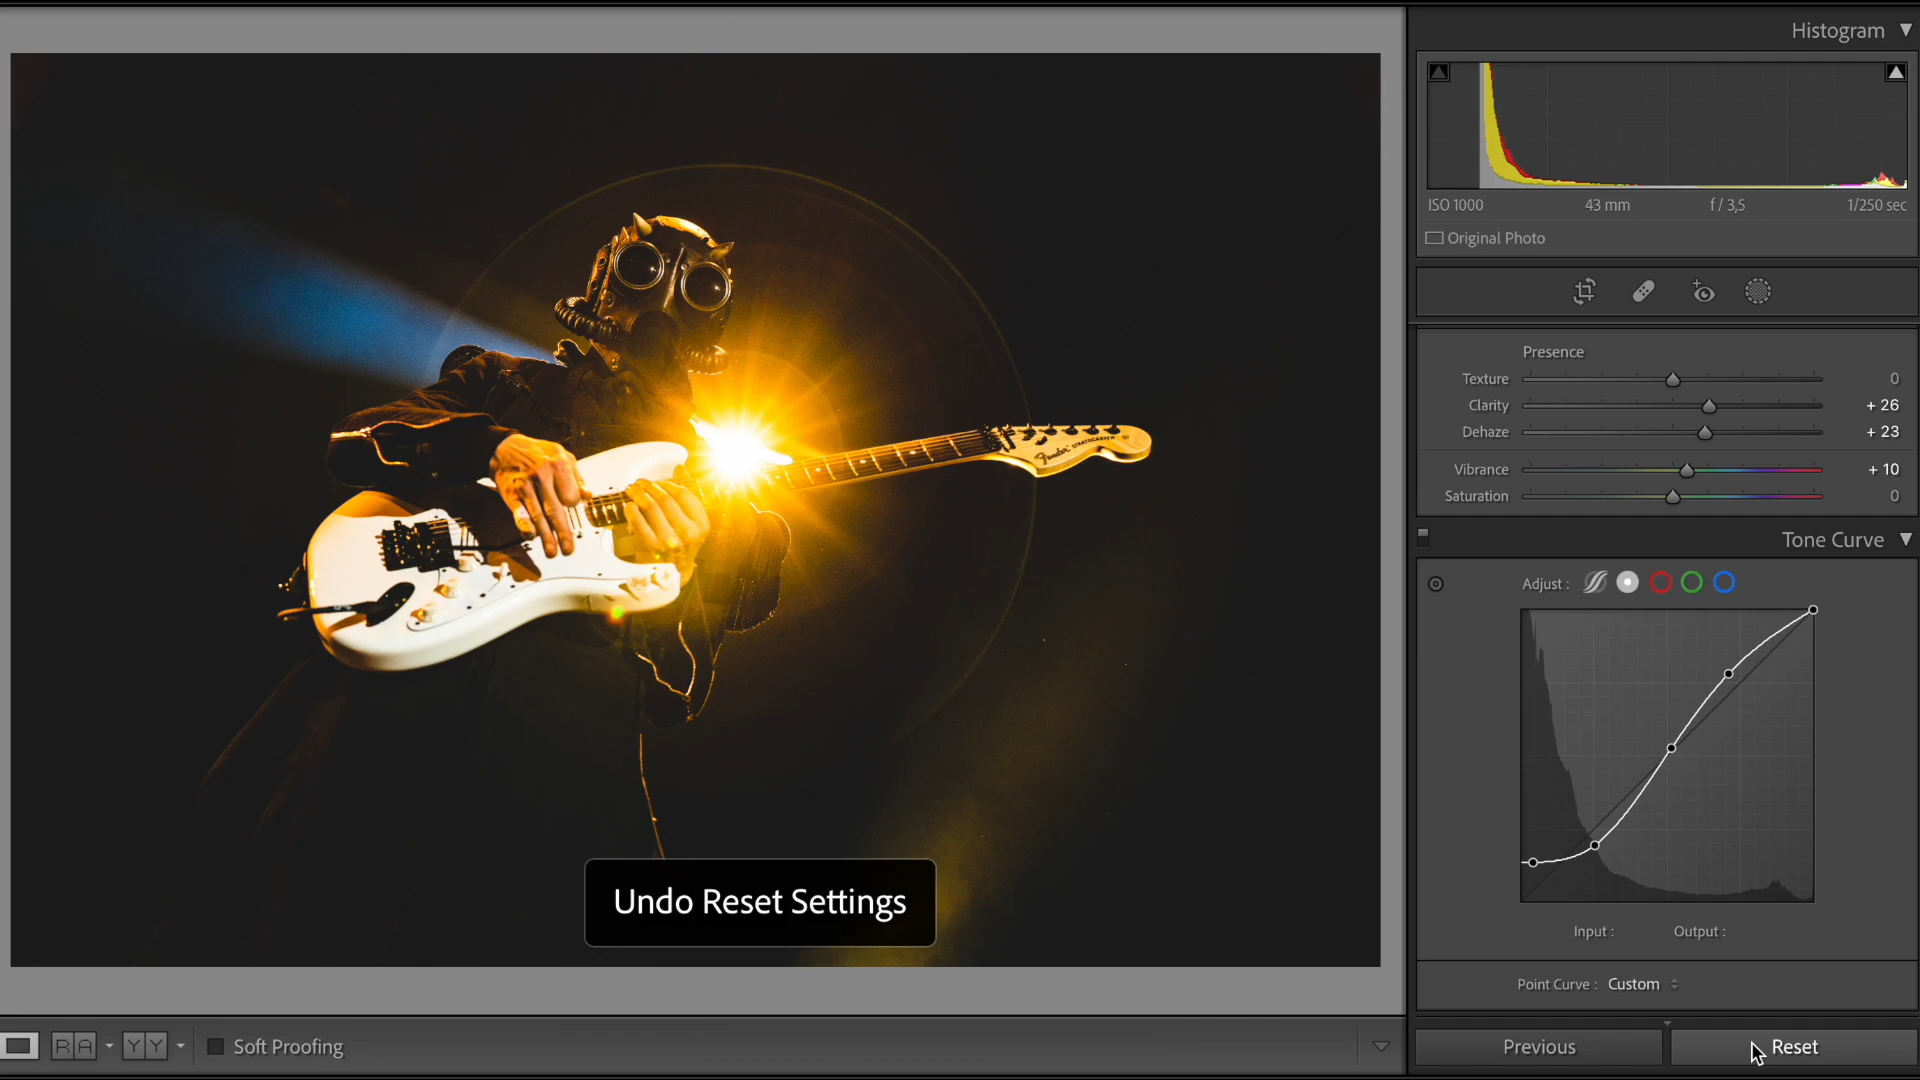 Histogram
ISO 1000 43 mm f / 3,5 1/250 sec
Original Photo
Presence
Texture 0
Clarity + 26
Dehaze + 23
Vibrance + 10
Saturation 0
Tone Curve
Adjust :
Input : Output :
Point Curve : Custom
Previous Reset
Fender STRATOCASTER
Undo Reset Settings
R A Y Y Soft Proofing